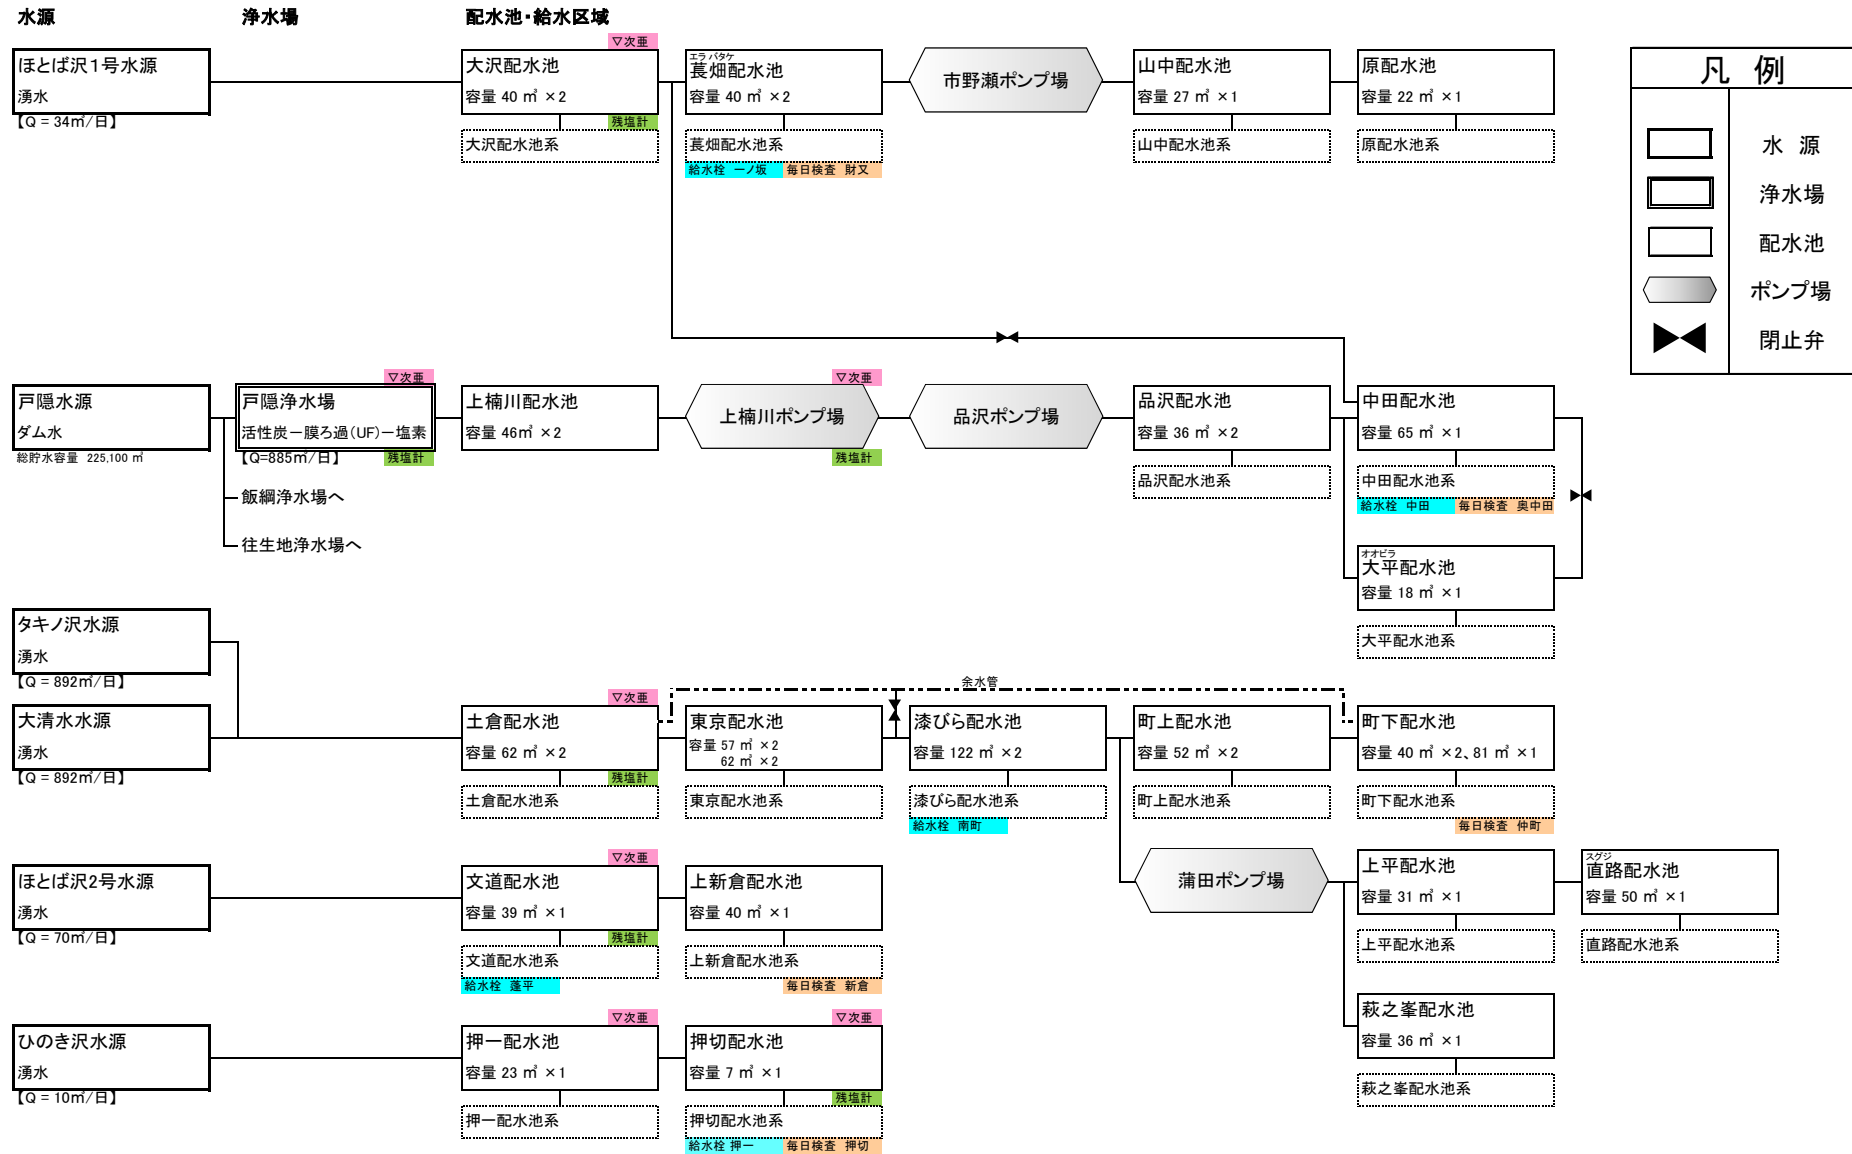 水源
浄水場
配水池・給水区域
ほとば沢1号水源
湧水
【Q = 34㎥/日】
▽次亜
大沢配水池
容量 40 ㎥ ×2
残塩計
大沢配水池系
エラバタケ
萇畑配水池
容量 40 ㎥ ×2
萇畑配水池系
給水栓 一ノ坂
毎日検査 財又
市野瀬ポンプ場
山中配水池
容量 27 ㎥ ×1
山中配水池系
原配水池
容量 22 ㎥ ×1
原配水池系
凡 例
水 源
浄水場
配水池
ポンプ場
閉止弁
戸隠水源
ダム水
総貯水容量 225,100 ㎥
▽次亜
戸隠浄水場
活性炭－膜ろ過(UF)－塩素
【Q=885㎥/日】
残塩計
飯綱浄水場へ
往生地浄水場へ
上楠川配水池
容量 46㎥ ×2
▽次亜
上楠川ポンプ場
残塩計
品沢ポンプ場
品沢配水池
容量 36 ㎥ ×2
品沢配水池系
中田配水池
容量 65 ㎥ ×1
中田配水池系
給水栓 中田
毎日検査 奥中田
オオビラ
大平配水池
容量 18 ㎥ ×1
大平配水池系
タキノ沢水源
湧水
【Q = 892㎥/日】
大清水水源
湧水
【Q = 892㎥/日】
▽次亜
土倉配水池
容量 62 ㎥ ×2
残塩計
土倉配水池系
余水管
東京配水池
容量 57 ㎥ ×2
62 ㎥ ×2
東京配水池系
漆びら配水池
容量 122 ㎥ ×2
漆びら配水池系
給水栓 南町
町上配水池
容量 52 ㎥ ×2
町上配水池系
町下配水池
容量 40 ㎥ ×2、81 ㎥ ×1
町下配水池系
毎日検査 仲町
蒲田ポンプ場
上平配水池
容量 31 ㎥ ×1
上平配水池系
スグジ
直路配水池
容量 50 ㎥ ×1
直路配水池系
萩之峯配水池
容量 36 ㎥ ×1
萩之峯配水池系
ほとば沢2号水源
湧水
【Q = 70㎥/日】
▽次亜
文道配水池
容量 39 ㎥ ×1
残塩計
文道配水池系
給水栓 蓬平
上新倉配水池
容量 40 ㎥ ×1
上新倉配水池系
毎日検査 新倉
ひのき沢水源
湧水
【Q = 10㎥/日】
▽次亜
押一配水池
容量 23 ㎥ ×1
押一配水池系
▽次亜
押切配水池
容量 7 ㎥ ×1
残塩計
押切配水池系
給水栓 押一
毎日検査 押切